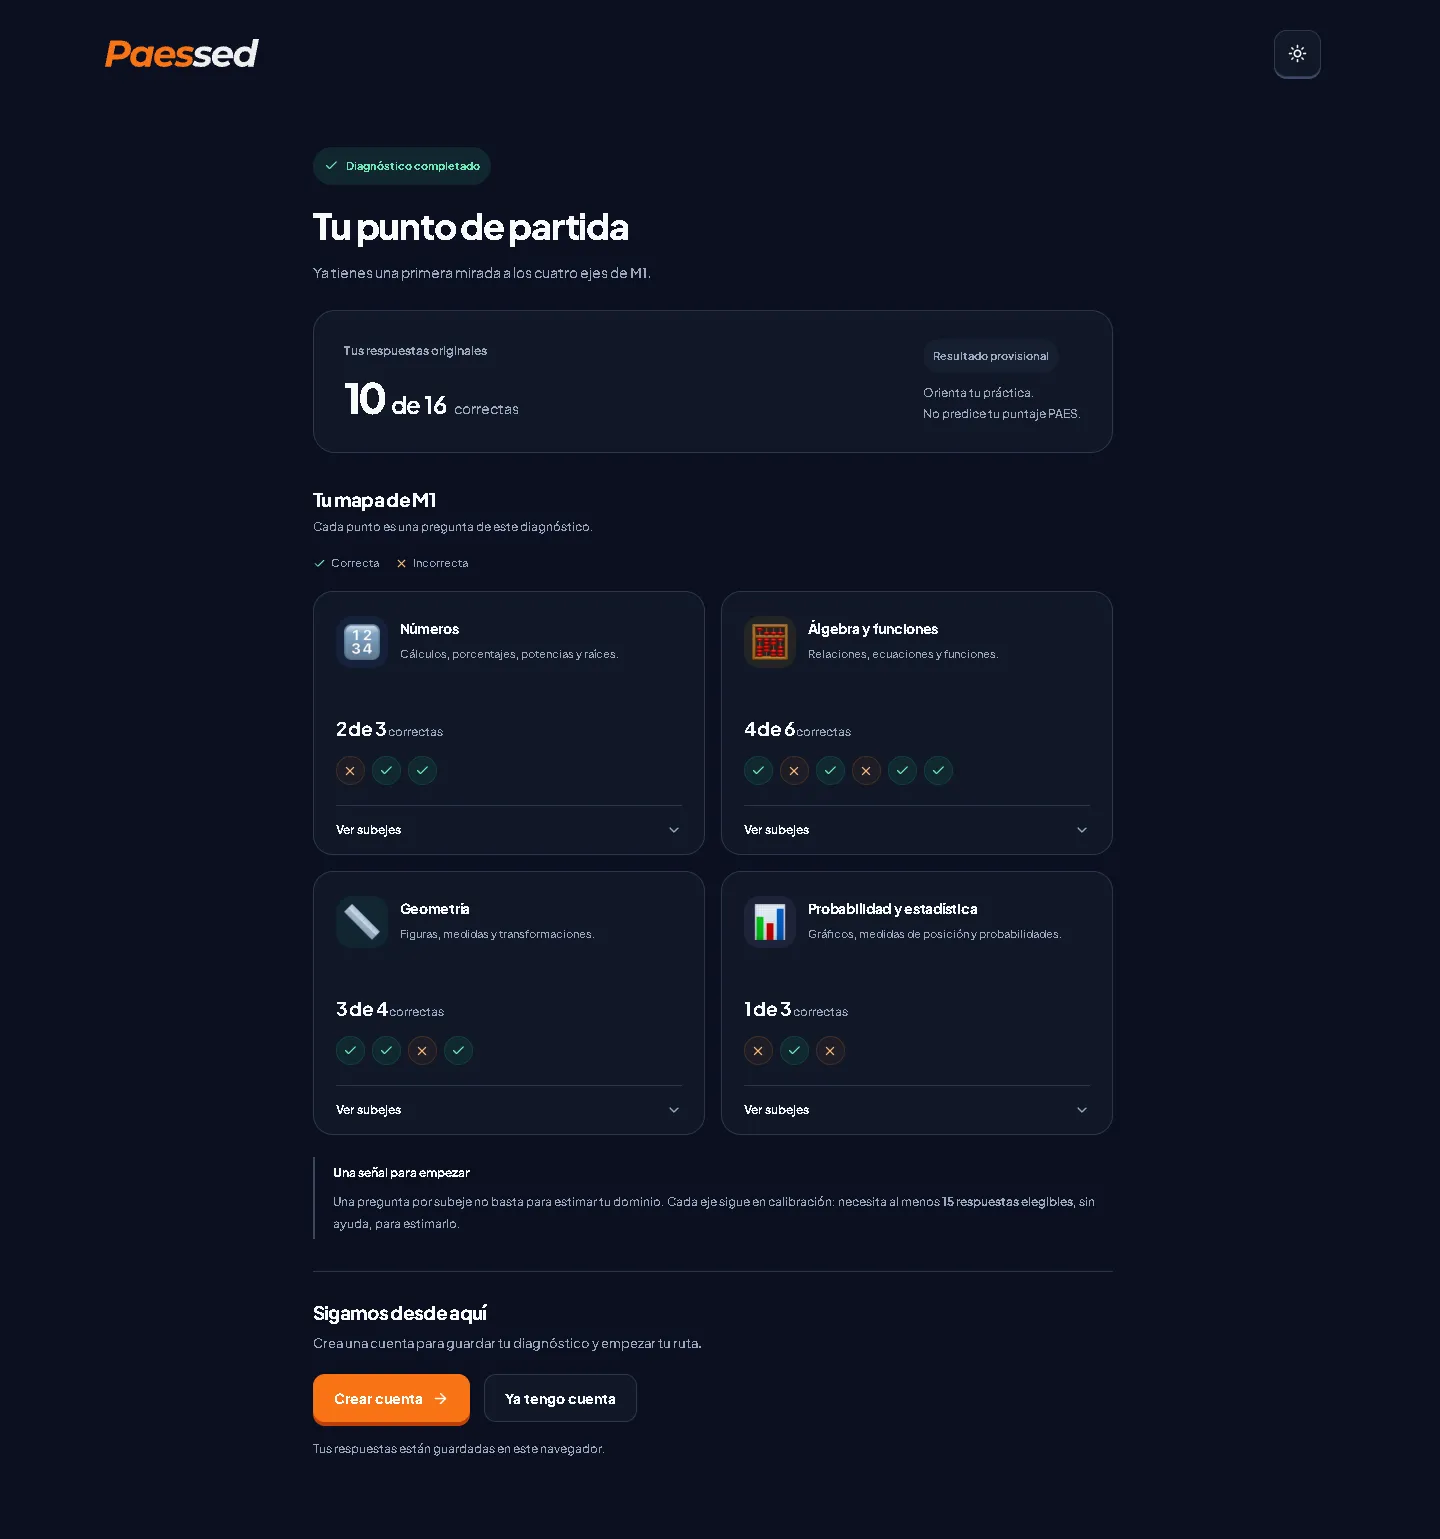 Paessed
Diagnóstico completado
Tu punto de partida
Ya tienes una primera mirada a los cuatro ejes de M1.
Tus respuestas originales
10 de 16 correctas
Resultado provisional
Orienta tu práctica.
No predice tu puntaje PAES.
Tu mapa de M1
Cada punto es una pregunta de este diagnóstico.
Correcta Incorrecta
1 2
3 4
Números
Cálculos, porcentajes, potencias y raíces.
2 de 3 correctas
Ver subejes
Álgebra y funciones
Relaciones, ecuaciones y funciones.
4 de 6 correctas
Ver subejes
Geometría
Figuras, medidas y transformaciones.
3 de 4 correctas
Ver subejes
Probabilidad y estadística
Gráficos, medidas de posición y probabilidades.
1 de 3 correctas
Ver subejes
Una señal para empezar
Una pregunta por subeje no basta para estimar tu dominio. Cada eje sigue en calibración: necesita al menos 15 respuestas elegibles, sin
ayuda, para estimarlo.
Sigamos desde aquí
Crea una cuenta para guardar tu diagnóstico y empezar tu ruta.
Crear cuenta
Ya tengo cuenta
Tus respuestas están guardadas en este navegador.